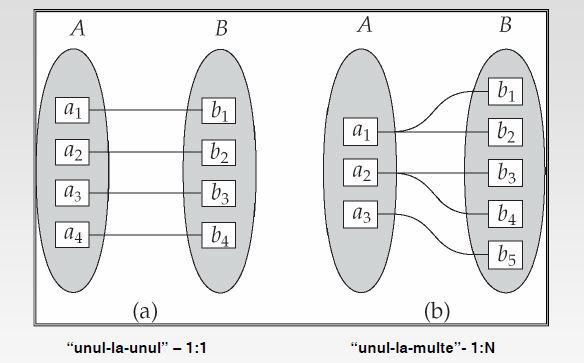 A B A B
a1 b1
a2 b2
a3 b3
a4 b4
a1 b1
a2 b2
a3 b3
b4
b5
(a) (b)
“unul-la-unul” – 1:1 “unul-la-multe”- 1:N